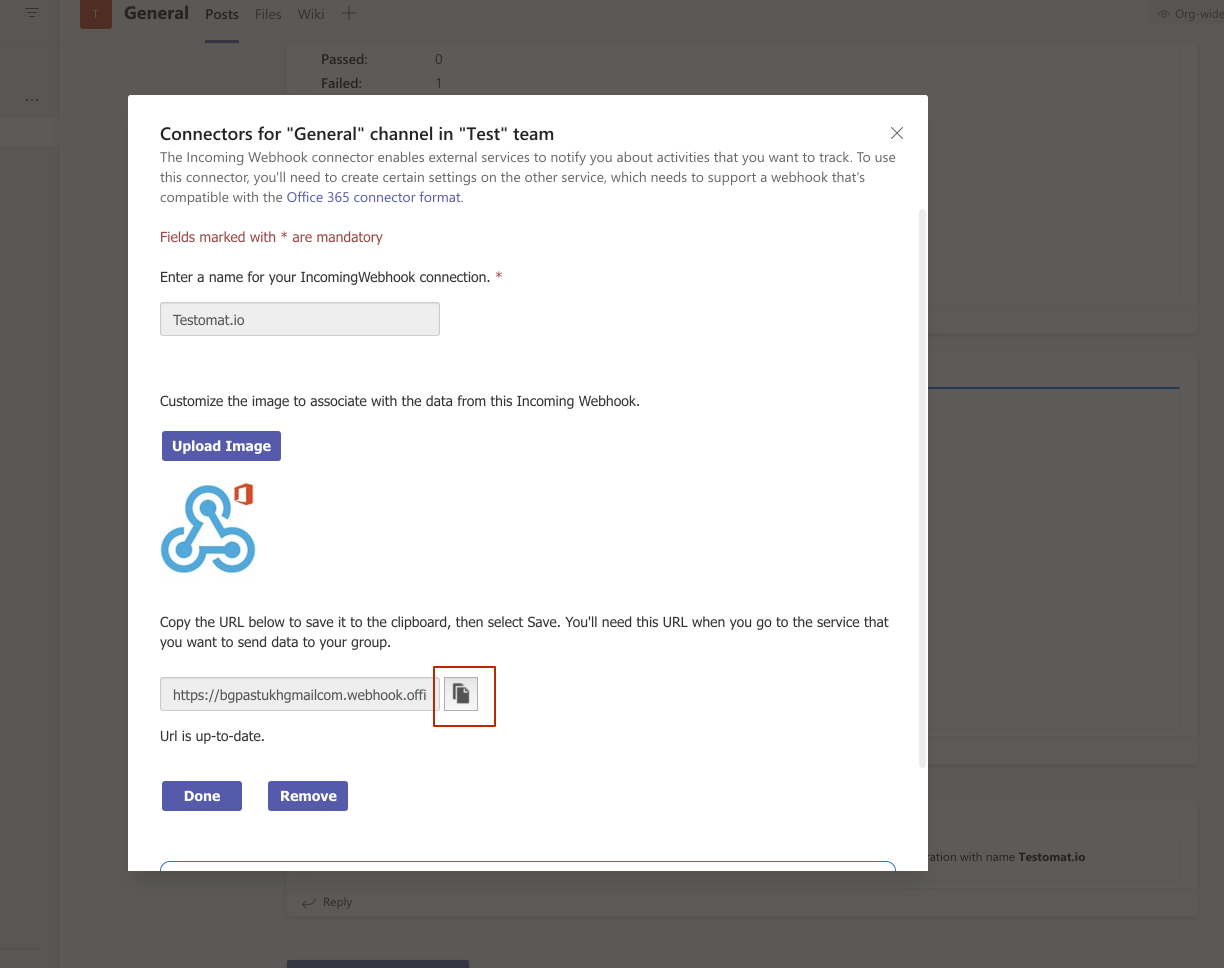 T
General
Posts
Files
Wiki
Org-wide
Passed: 0
Failed: 1
Connectors for "General" channel in "Test" team
The Incoming Webhook connector enables external services to notify you about activities that you want to track. To use
this connector, you'll need to create certain settings on the other service, which needs to support a webhook that's
compatible with the Office 365 connector format.
Fields marked with * are mandatory
Enter a name for your IncomingWebhook connection. *
Testomat.io
Customize the image to associate with the data from this Incoming Webhook.
Upload Image
Copy the URL below to save it to the clipboard, then select Save. You'll need this URL when you go to the service that
you want to send data to your group.
https://bgpastukhgmailcom.webhook.offi
Url is up-to-date.
Done
Remove
ration with name Testomat.io
Reply